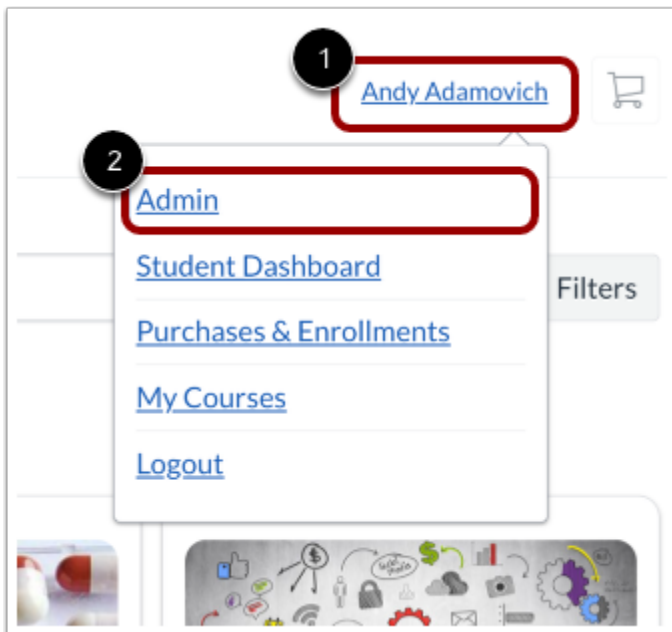 1
Andy Adamovich
2
Admin
Student Dashboard
Filters
Purchases & Enrollments
My Courses
Logout